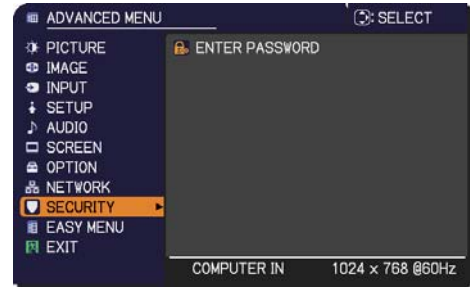 ADVANCED MENU : SELECT
PICTURE
ENTER PASSWORD
IMAGE
INPUT
SETUP
AUDIO
SCREEN
OPTION
NETWORK
SECURITY
EASY MENU
EXIT
COMPUTER IN 1024 x 768 @60Hz